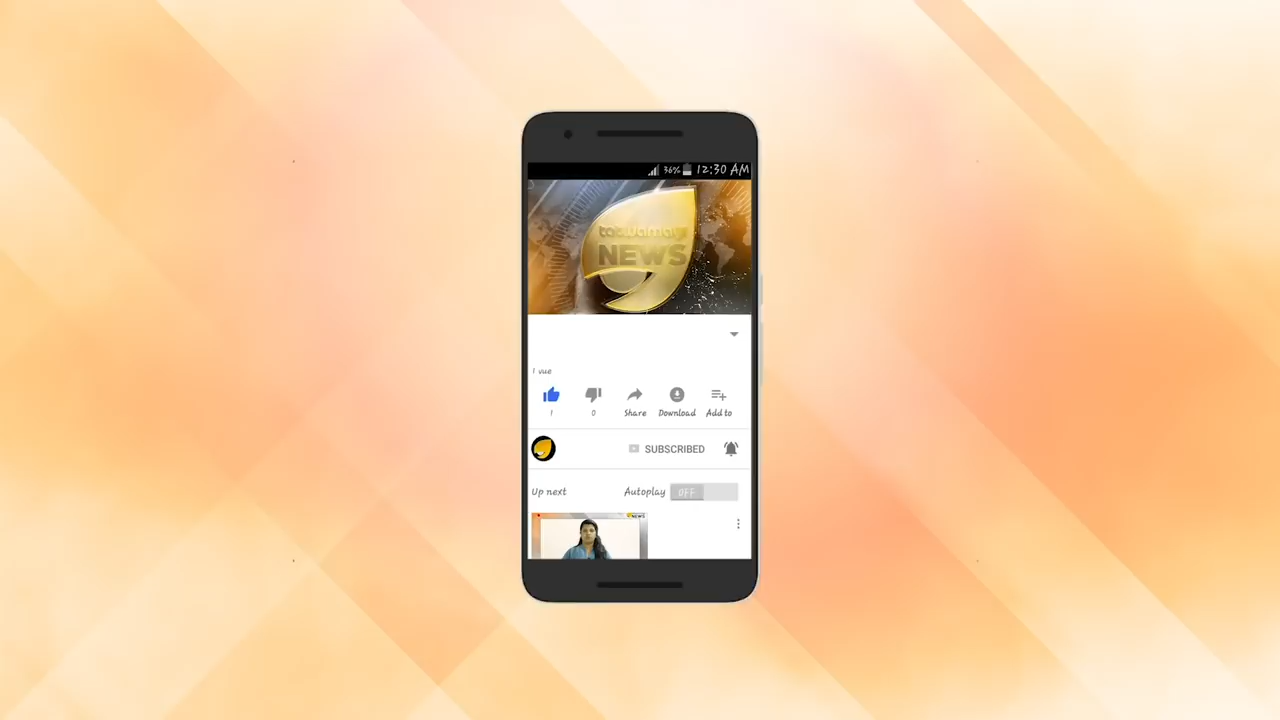 36% 12:30 AM
tatwamayi
NEWS
1 vue
1
0
Share
Download
Add to
SUBSCRIBED
Up next
Autoplay
OFF
NEWS